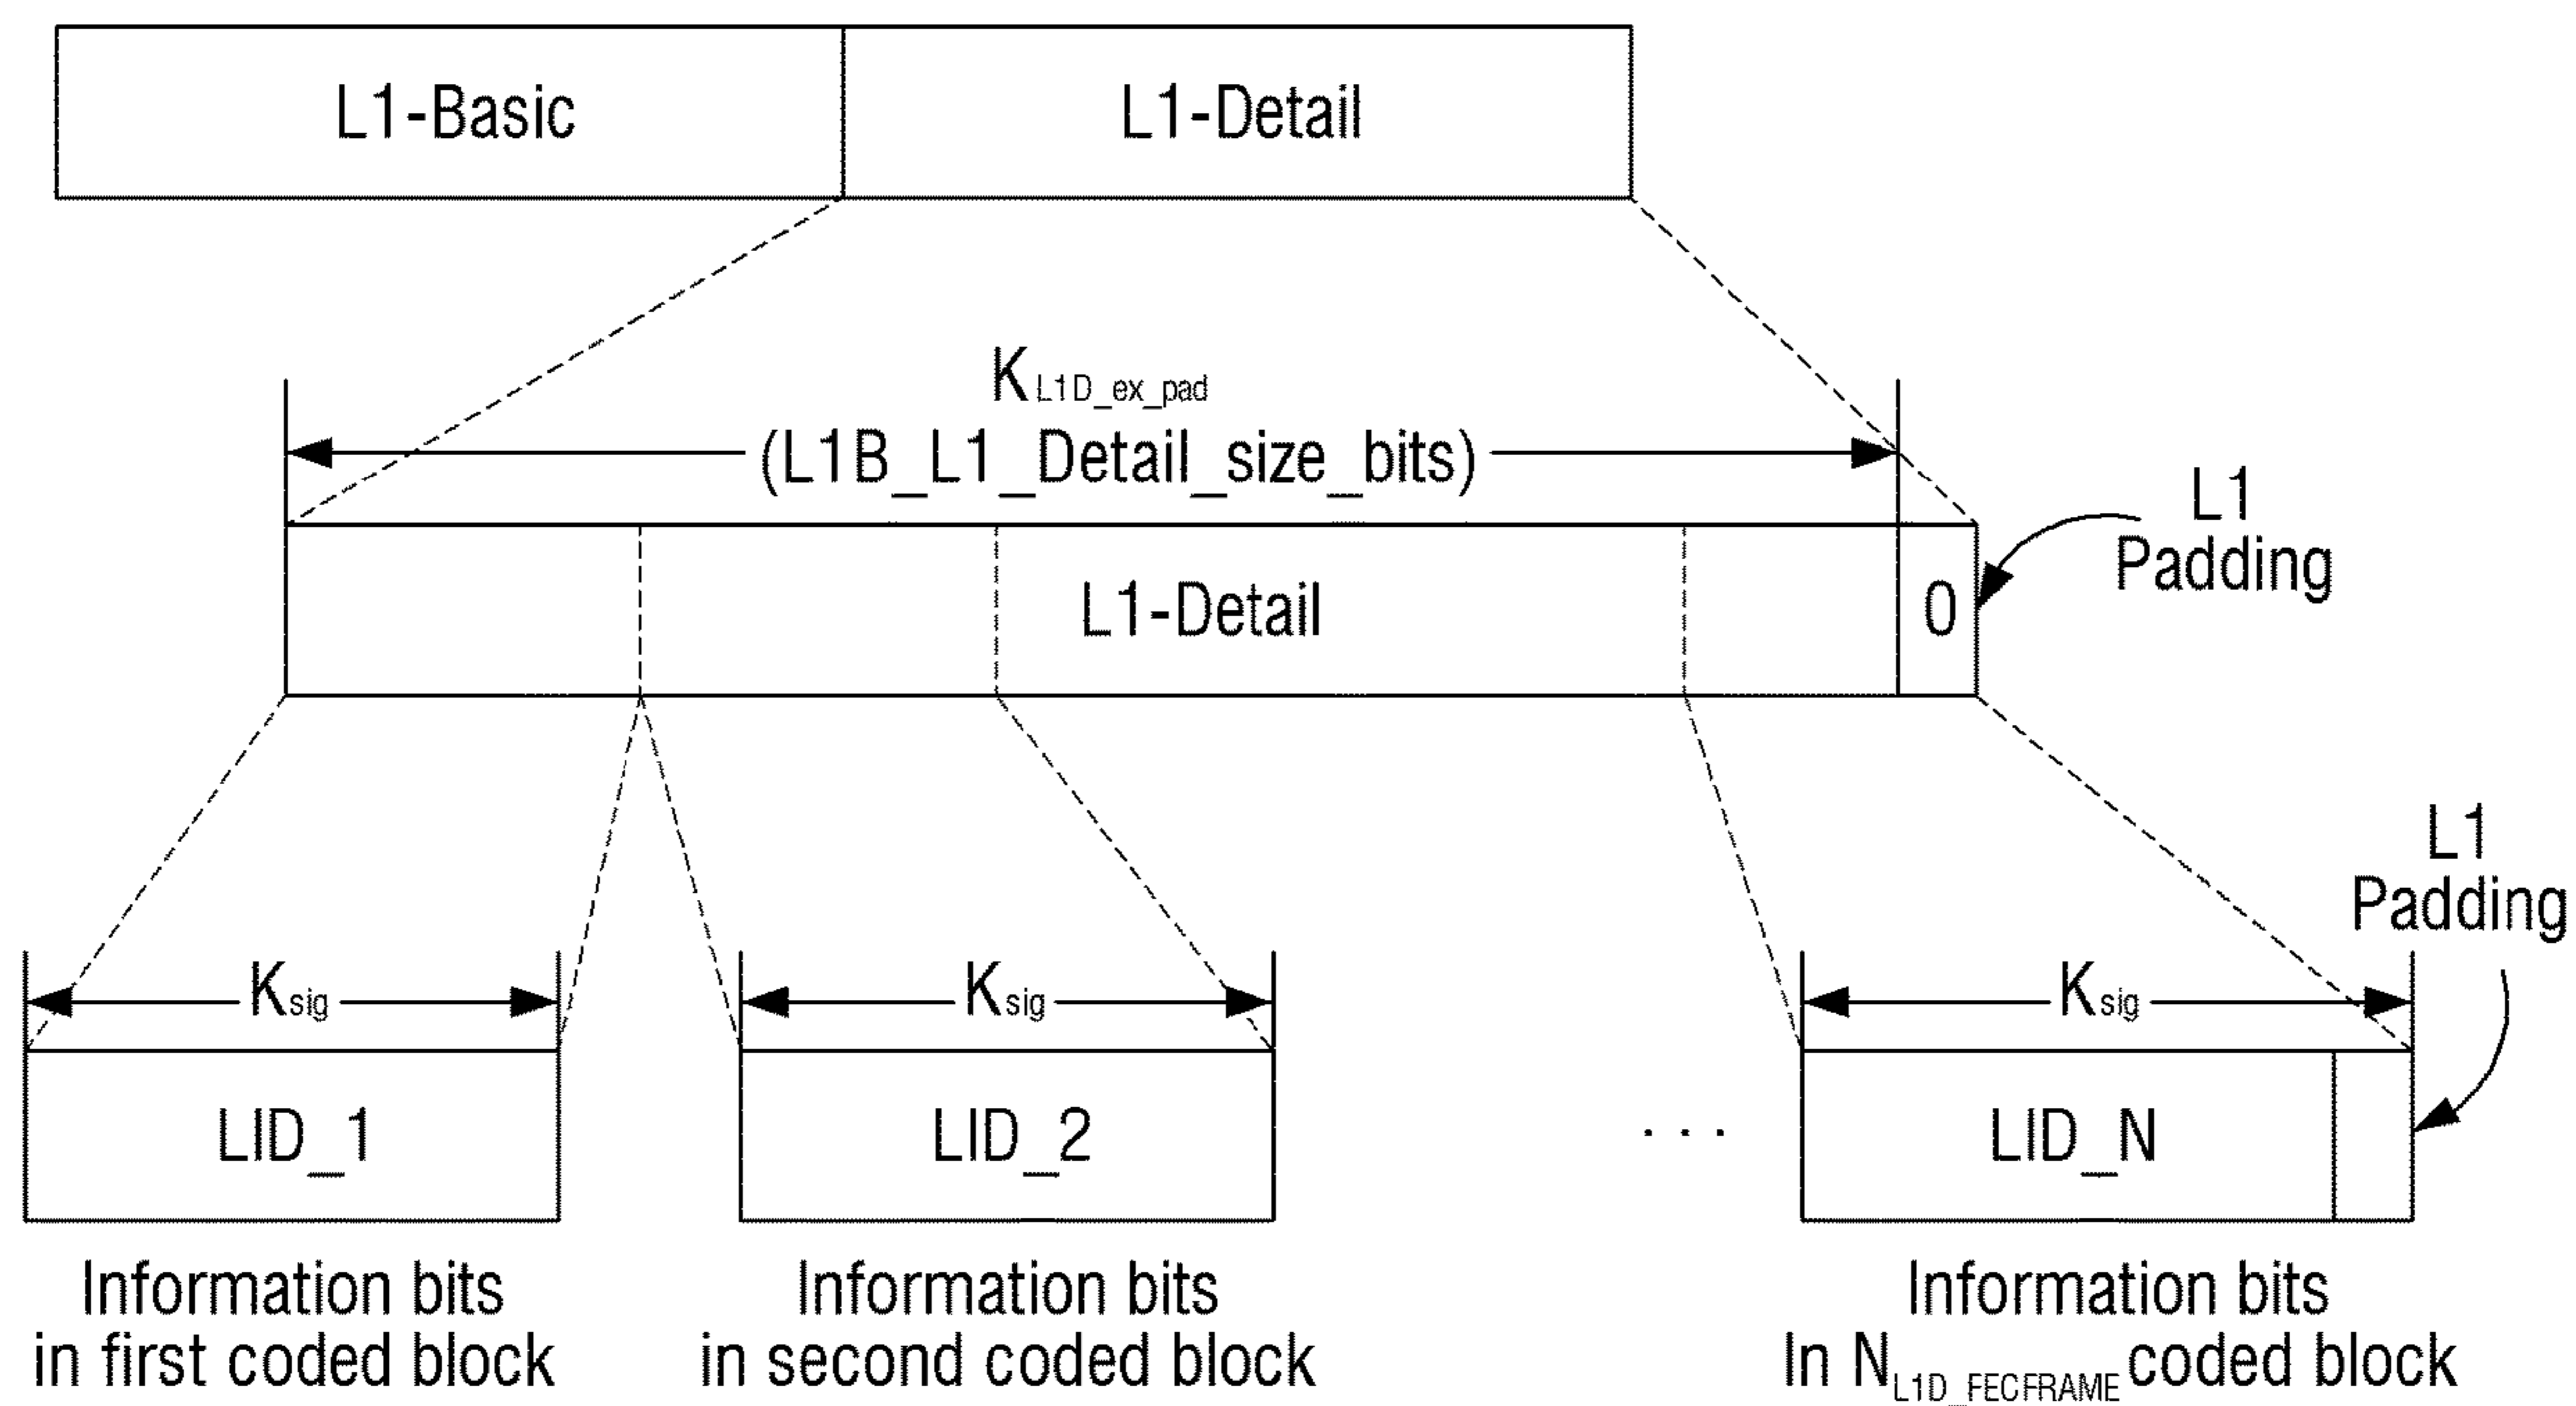 L1-Basic
L1-Detail
K L1D_ex_pad
(L1B_L1_Detail_size_bits)
L1
Padding
L1-Detail
0
L1
Padding
Ksig
Ksig
Ksig
LID_1
LID_2
. . .
LID_N
Information bits
in first coded block
Information bits
in second coded block
Information bits
In NL1D_FECFRAME coded block